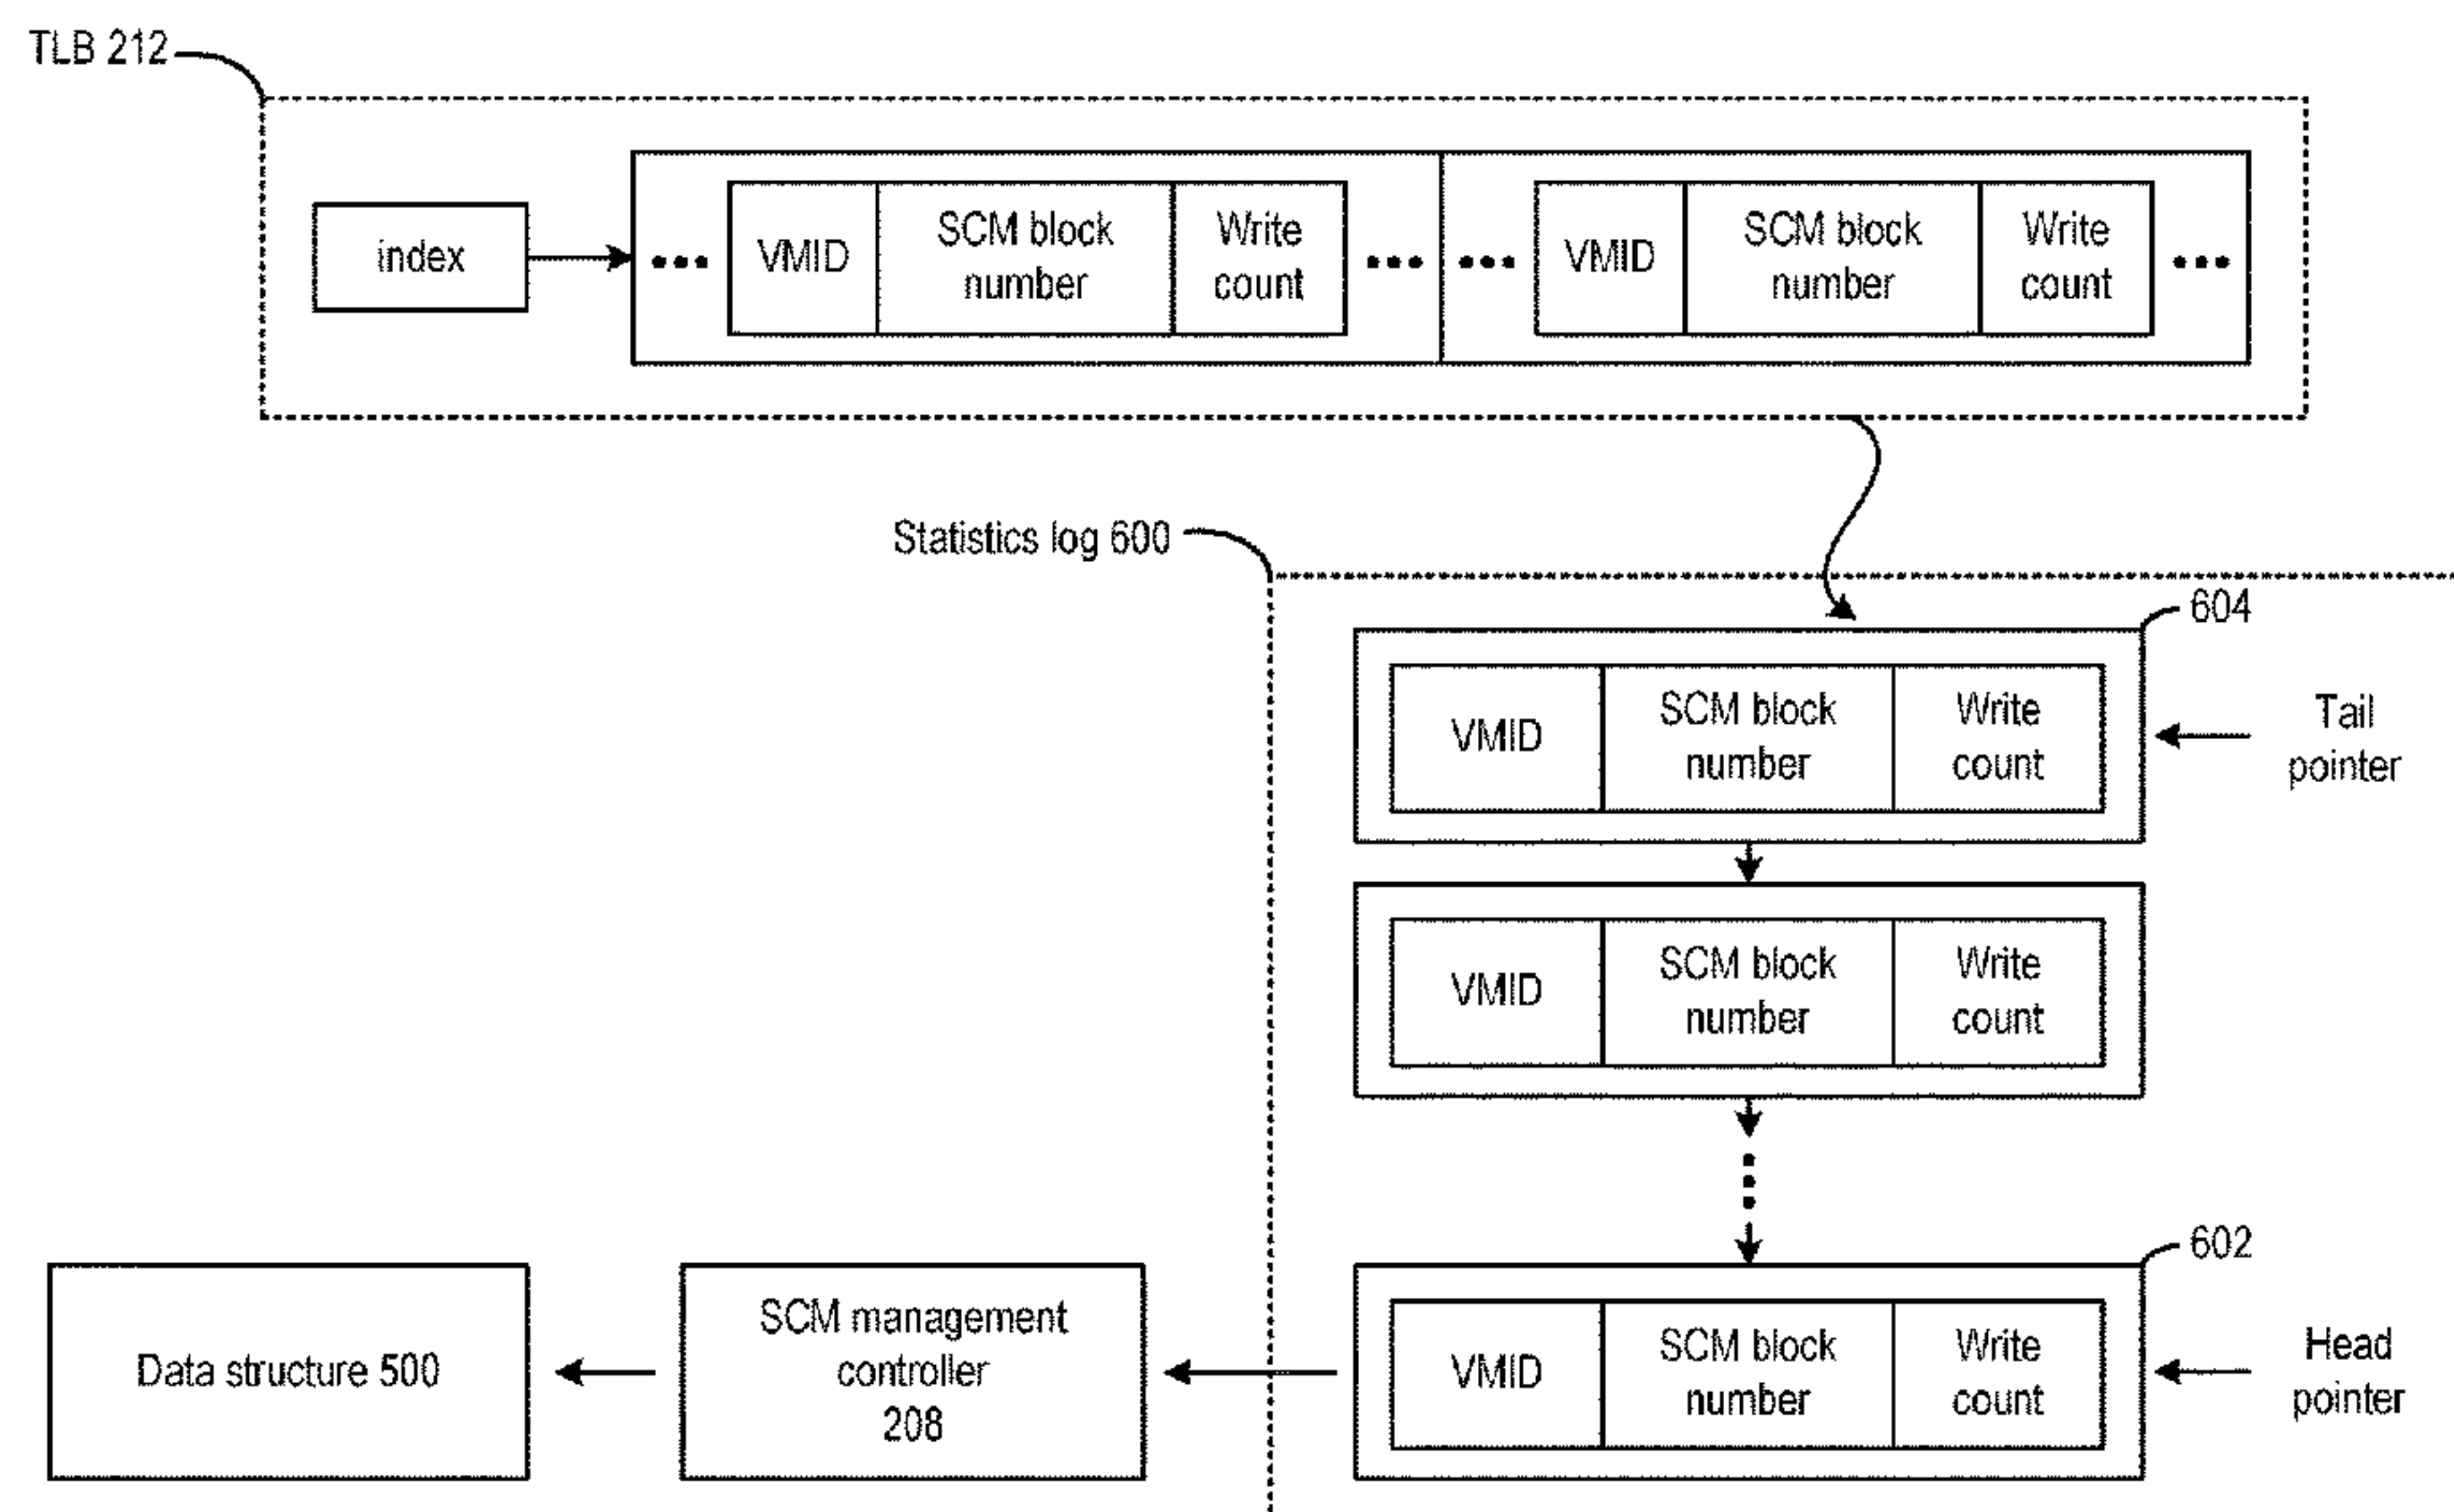 TLB 212
index
VMID
SCM block
number
Write
count
VMID
SCM block
number
Write
count
Statistics log 600
604
VMID
SCM block
number
Write
count
Tail
pointer
VMID
SCM block
number
Write
count
602
Data structure 500
SCM management
controller
208
VMID
SCM block
number
Write
count
Head
pointer